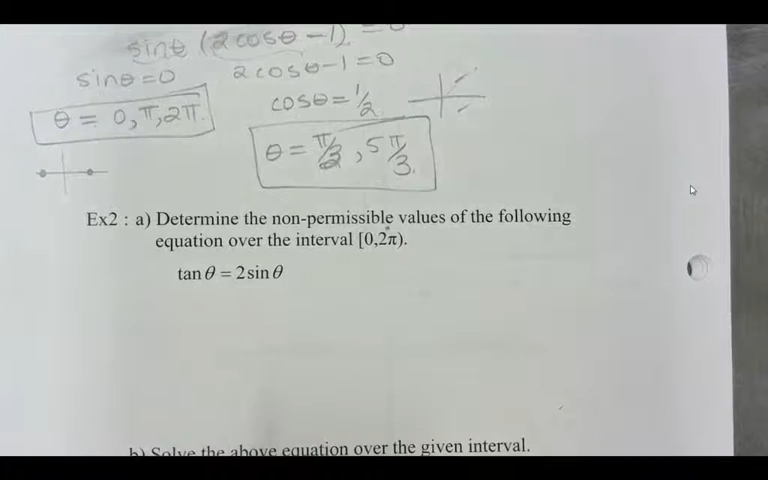 sinθ (2cosθ-1) = 0
sinθ=0 2cosθ-1=0
θ = 0, π, 2π. cosθ = 1/2
θ = π/3, 5π/3.
Ex2 : a) Determine the non-permissible values of the following
equation over the interval [0,2π).
tan θ = 2 sin θ
b) Solve the above equation over the given interval.